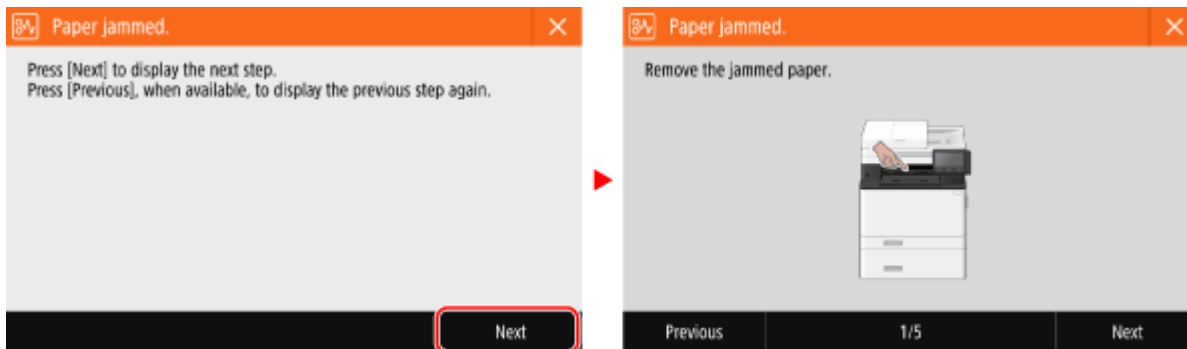 Paper jammed.
Press [Next] to display the next step.
Press [Previous], when available, to display the previous step again.
Next
Paper jammed.
Remove the jammed paper.
Previous
1/5
Next